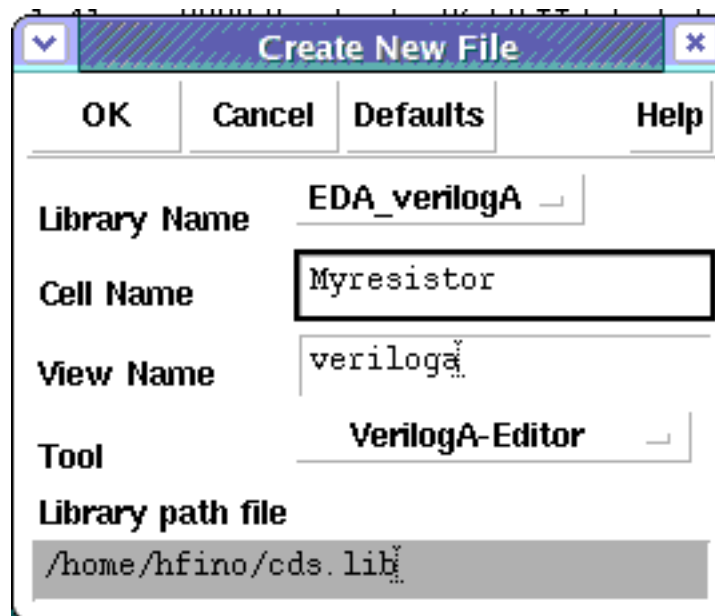 Create New File
OK Cancel Defaults Help
Library Name EDA_verilogA
Cell Name Myresistor
View Name veriloga
Tool VerilogA-Editor
Library path file
/home/hfino/cds.lib